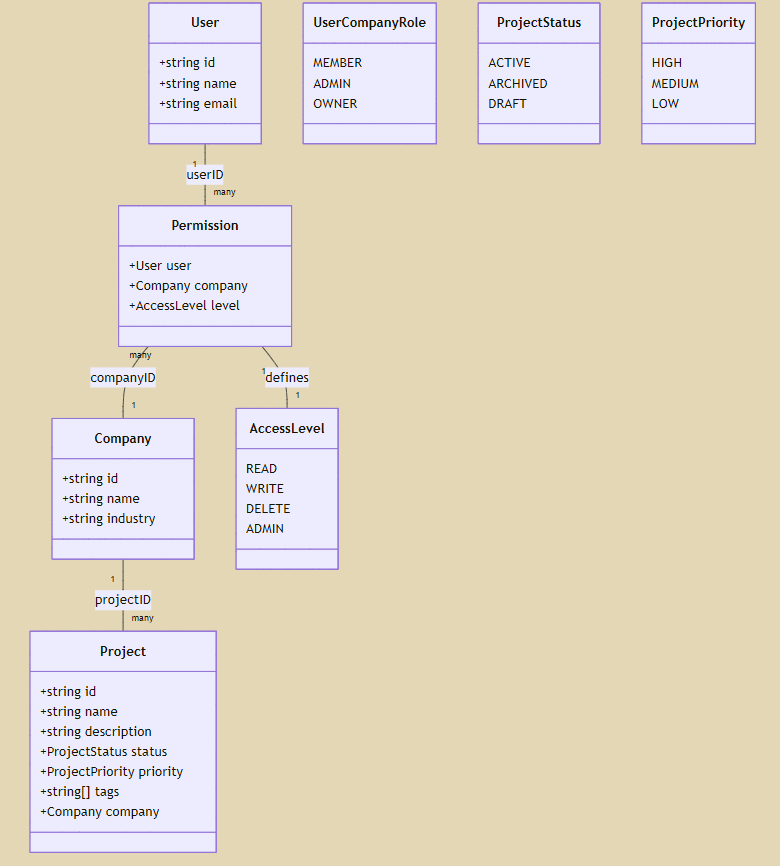 User
+string id
+string name
+string email
UserCompanyRole
MEMBER
ADMIN
OWNER
ProjectStatus
ACTIVE
ARCHIVED
DRAFT
ProjectPriority
HIGH
MEDIUM
LOW
1
userID
many
Permission
+User user
+Company company
+AccessLevel level
many
companyID
1
1
defines
1
Company
+string id
+string name
+string industry
AccessLevel
READ
WRITE
DELETE
ADMIN
1
projectID
many
Project
+string id
+string name
+string description
+ProjectStatus status
+ProjectPriority priority
+string[] tags
+Company company